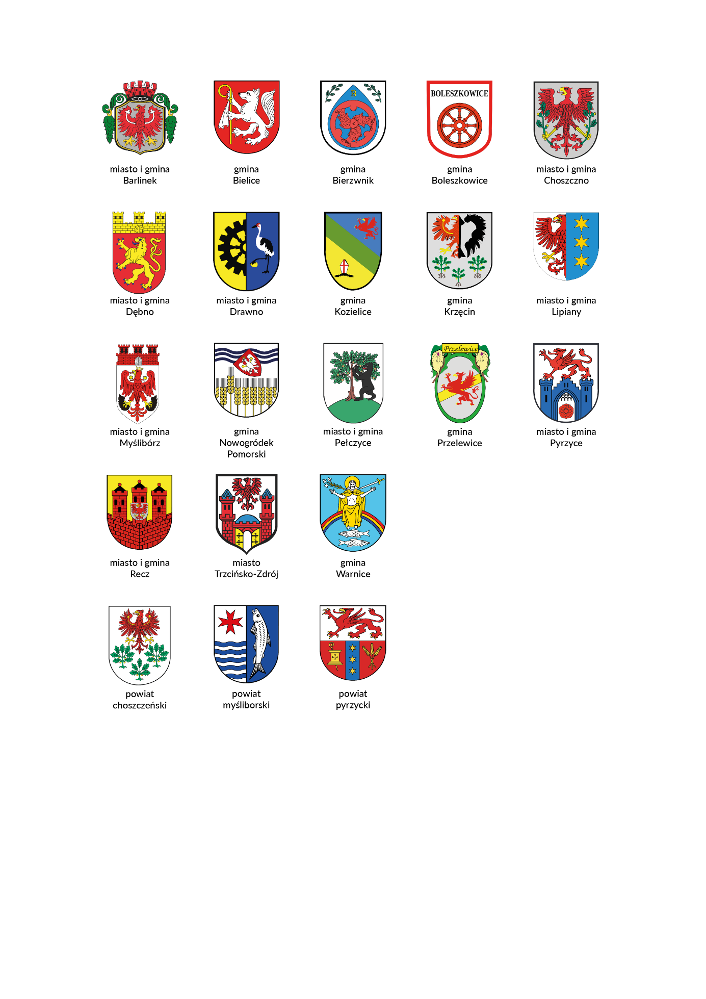 BOLESZKOWICE
B
miasto i gmina
Barlinek
gmina
Bielice
gmina
Bierzwnik
gmina
Boleszkowice
miasto i gmina
Choszczno
miasto i gmina
Dębno
miasto i gmina
Drawno
gmina
Kozielice
gmina
Krzęcin
miasto i gmina
Lipiany
Przelewice
miasto i gmina
Myślibórz
gmina
Nowogródek
Pomorski
miasto i gmina
Pełczyce
gmina
Przelewice
miasto i gmina
Pyrzyce
miasto i gmina
Recz
miasto
Trzcińsko-Zdrój
gmina
Warnice
powiat
choszczeński
powiat
myśliborski
powiat
pyrzycki